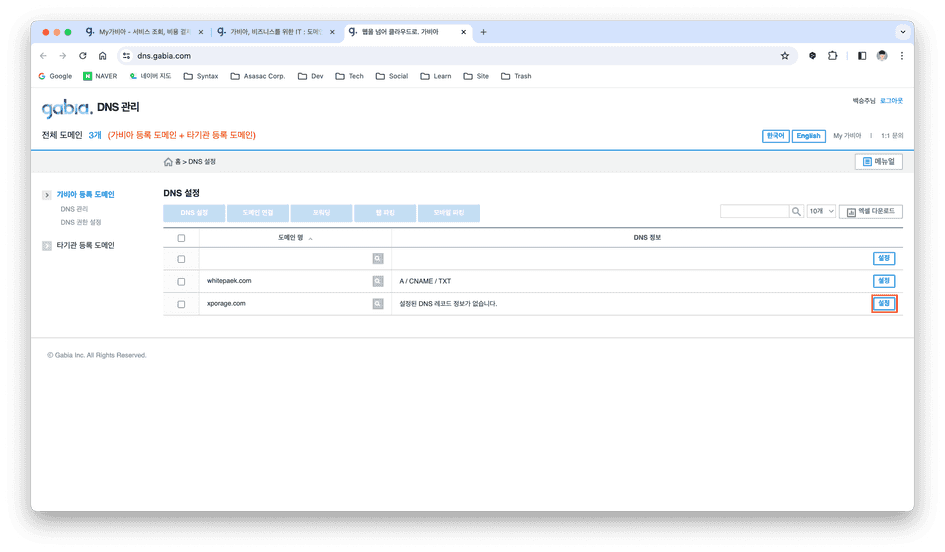 My가비아 - 서비스 조회, 비용 결제
가비아, 비즈니스를 위한 IT : 도메인
웹을 넘어 클라우드로. 가비아
dns.gabia.com
Google NAVER 네이버 지도 Syntax Asasac Corp. Dev Tech Social Learn Site Trash
gabia. DNS 관리
백승주님 로그아웃
전체 도메인 3개 (가비아 등록 도메인 + 타기관 등록 도메인)
한국어 English My 가비아 | 1:1 문의
홈 > DNS 설정
메뉴얼
가비아 등록 도메인
DNS 관리
DNS 권한 설정
타기관 등록 도메인
DNS 설정
DNS 설정 도메인 연결 포워딩 웹 파킹 모바일 파킹
10개 엑셀 다운로드
도메인 명 DNS 정보
설정
whitepaek.com A / CNAME / TXT 설정
xporage.com 설정된 DNS 레코드 정보가 없습니다. 설정
© Gabia Inc. All Rights Reserved.